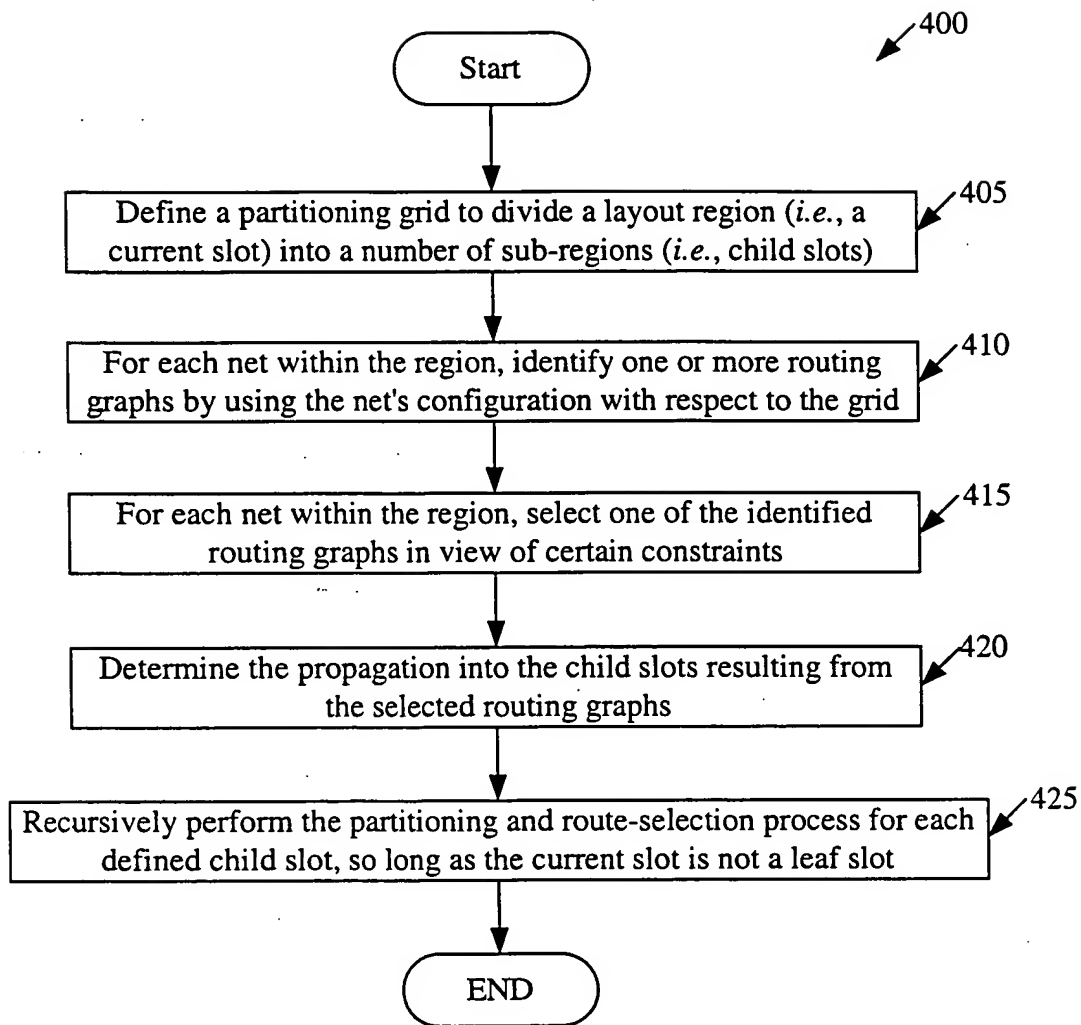 400
Start
405
Define a partitioning grid to divide a layout region (i.e., a
current slot) into a number of sub-regions (i.e., child slots)
410
For each net within the region, identify one or more routing
graphs by using the net's configuration with respect to the grid
415
For each net within the region, select one of the identified
routing graphs in view of certain constraints
420
Determine the propagation into the child slots resulting from
the selected routing graphs
425
Recursively perform the partitioning and route-selection process for each
defined child slot, so long as the current slot is not a leaf slot
END